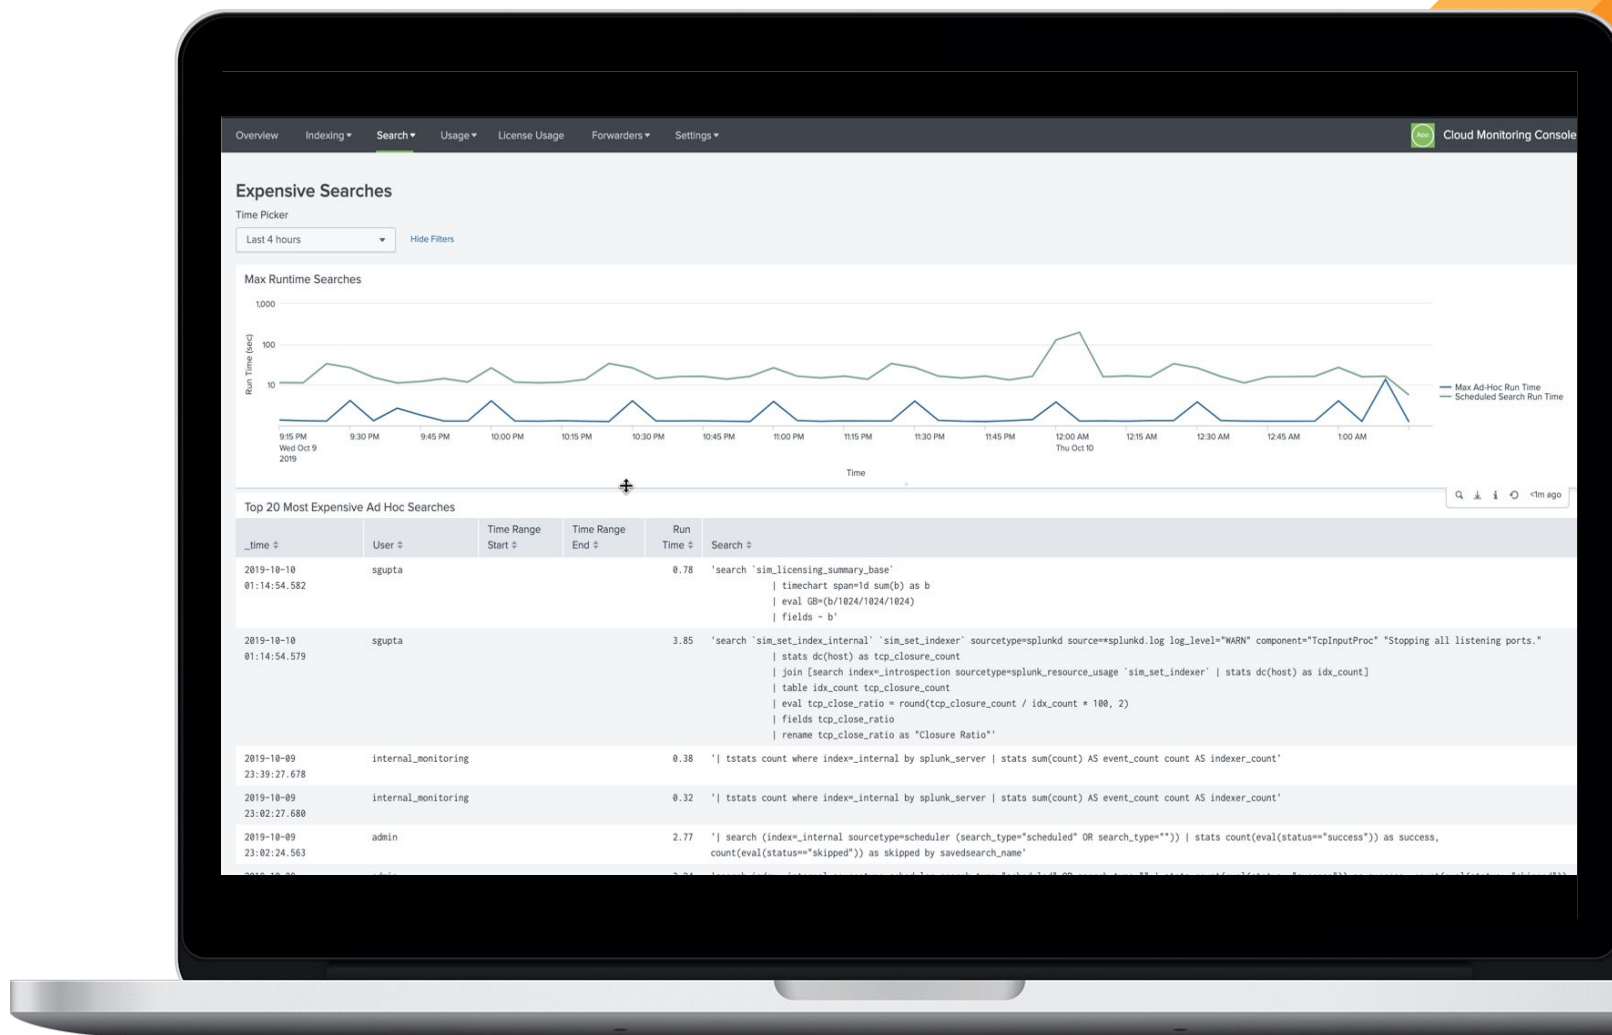 Overview Indexing Search Usage License Usage Forwarders Settings App Cloud Monitoring Console
Expensive Searches
Time Picker
Last 4 hours Hide Filters
Max Runtime Searches
1,000
100
10
Run Time (sec)
Max Ad-Hoc Run Time
Scheduled Search Run Time
9:15 PM 9:30 PM 9:45 PM 10:00 PM 10:15 PM 10:30 PM 10:45 PM 11:00 PM 11:15 PM 11:30 PM 11:45 PM 12:00 AM 12:15 AM 12:30 AM 12:45 AM 1:00 AM
Wed Oct 9 Thu Oct 10
2019
Time
<1m ago
Top 20 Most Expensive Ad Hoc Searches
Time Range Time Range Run
_time User Start End Time Search
2019-10-10 sgupta 0.78 'search `sim_licensing_summary_base`
01:14:54.582 | timechart span=1d sum(b) as b
| eval GB=(b/1024/1024/1024)
| fields - b'
2019-10-10 sgupta 3.85 'search `sim_set_index_internal` `sim_set_indexer` sourcetype=splunkd source=*splunkd.log log_level="WARN" component="TcpInputProc" "Stopping all listening ports."
01:14:54.579 | stats dc(host) as tcp_closure_count
| join [search index=_introspection sourcetype=splunk_resource_usage `sim_set_indexer` | stats dc(host) as idx_count]
| table idx_count tcp_closure_count
| eval tcp_close_ratio = round(tcp_closure_count / idx_count * 100, 2)
| fields tcp_close_ratio
| rename tcp_close_ratio as "Closure Ratio"'
2019-10-09 internal_monitoring 0.38 '| tstats count where index=_internal by splunk_server | stats sum(count) AS event_count count AS indexer_count'
23:39:27.678
2019-10-09 internal_monitoring 0.32 '| tstats count where index=_internal by splunk_server | stats sum(count) AS event_count count AS indexer_count'
23:02:27.680
2019-10-09 admin 2.77 '| search (index=_internal sourcetype=scheduler (search_type="scheduled" OR search_type="")) | stats count(eval(status=="success")) as success,
23:02:24.563 count(eval(status=="skipped")) as skipped by savedsearch_name'